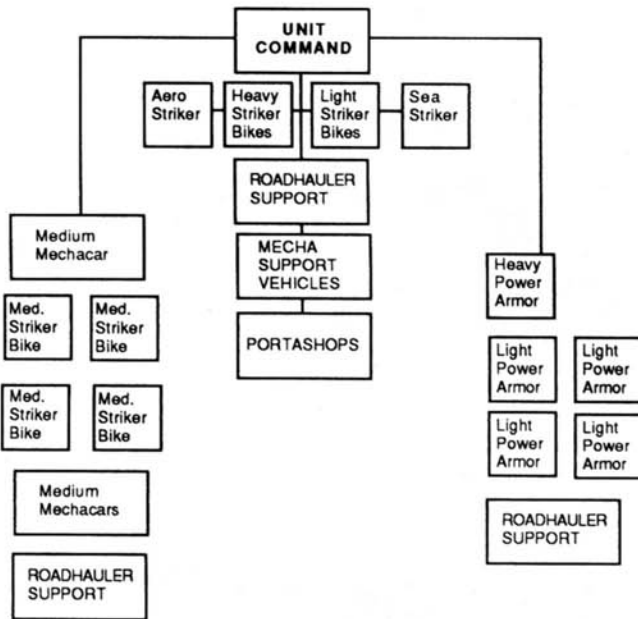 UNIT
COMMAND
Aero
Striker
Heavy
Striker
Bikes
Light
Striker
Bikes
Sea
Striker
ROADHAULER
SUPPORT
MECHA
SUPPORT
VEHICLES
PORTASHOPS
Medium
Mechacar
Med.
Striker
Bike
Med.
Striker
Bike
Med.
Striker
Bike
Med.
Striker
Bike
Medium
Mechacars
ROADHAULER
SUPPORT
Heavy
Power
Armor
Light
Power
Armor
Light
Power
Armor
Light
Power
Armor
Light
Power
Armor
ROADHAULER
SUPPORT